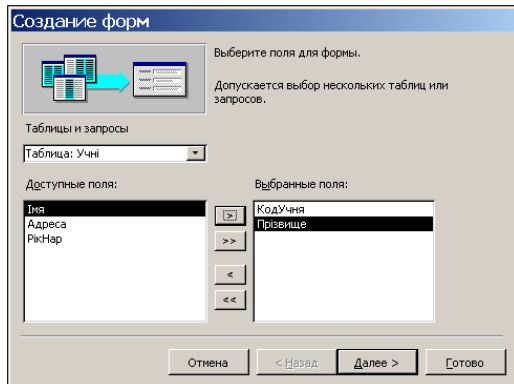 Создание форм
Выберите поля для формы.
Допускается выбор нескольких таблиц или
запросов.
Таблицы и запросы
Таблица: Учні
Доступные поля:
Выбранные поля:
Імя
Адреса
РікНар
КодУчня
Прізвище
>
>>
<
<<
Отмена
< Назад
Далее >
Готово